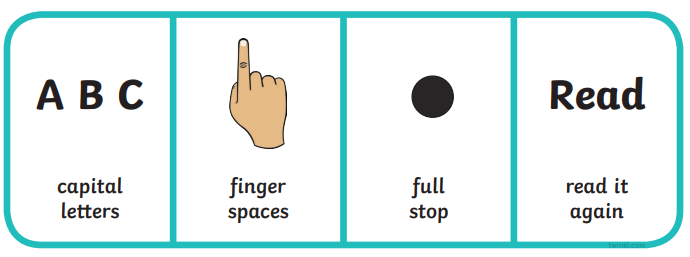 A B C
Read
capital
letters
finger
spaces
full
stop
read it
again
twinkl.com